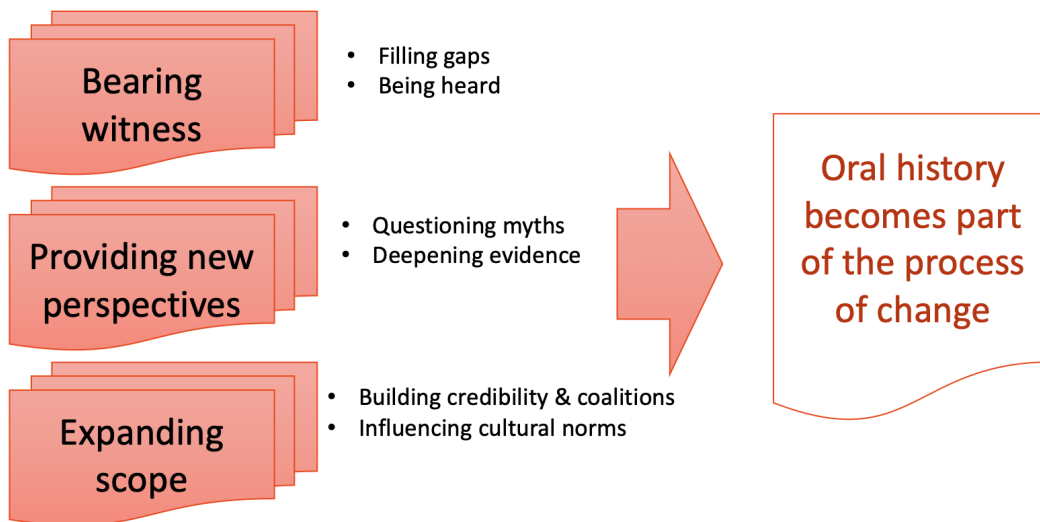 Bearing
witness
• Filling gaps
• Being heard
Providing new
perspectives
• Questioning myths
• Deepening evidence
Expanding
scope
• Building credibility & coalitions
• Influencing cultural norms
Oral history
becomes part
of the process
of change